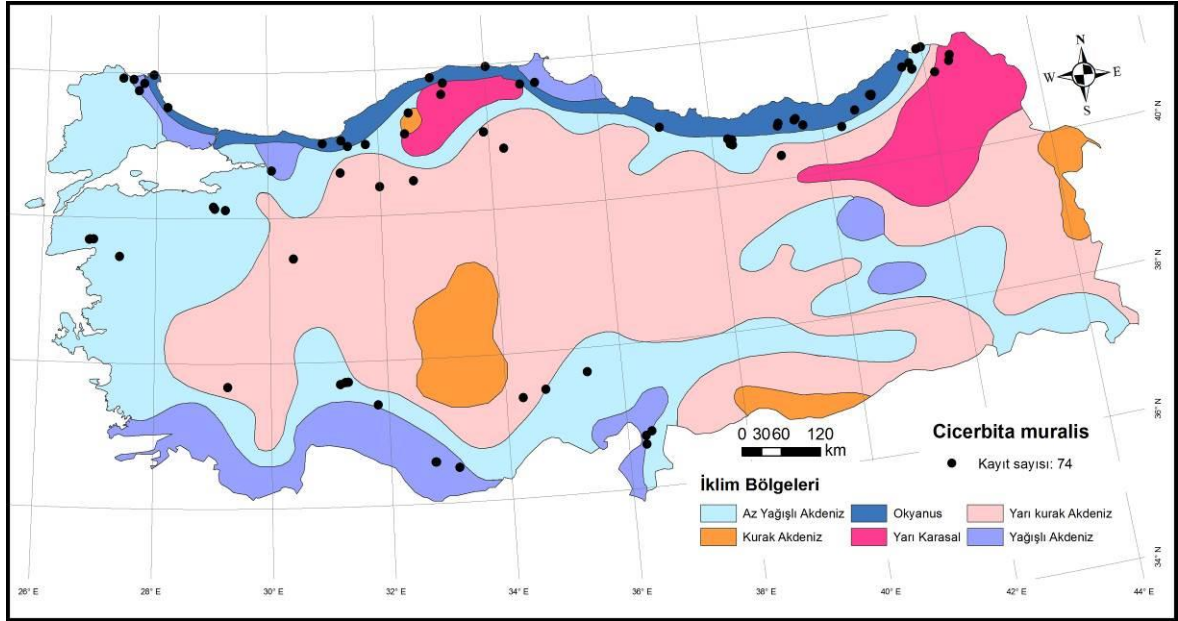 N
W E
S
40° N
38° N
36° N
34° N
0 30 60 120
km
Cicerbita muralis
Kayıt sayısı: 74
İklim Bölgeleri
Az Yağışlı Akdeniz Okyanus Yarı kurak Akdeniz
Kurak Akdeniz Yarı Karasal Yağışlı Akdeniz
26° E 28° E 30° E 32° E 34° E 36° E 38° E 40° E 42° E 44° E